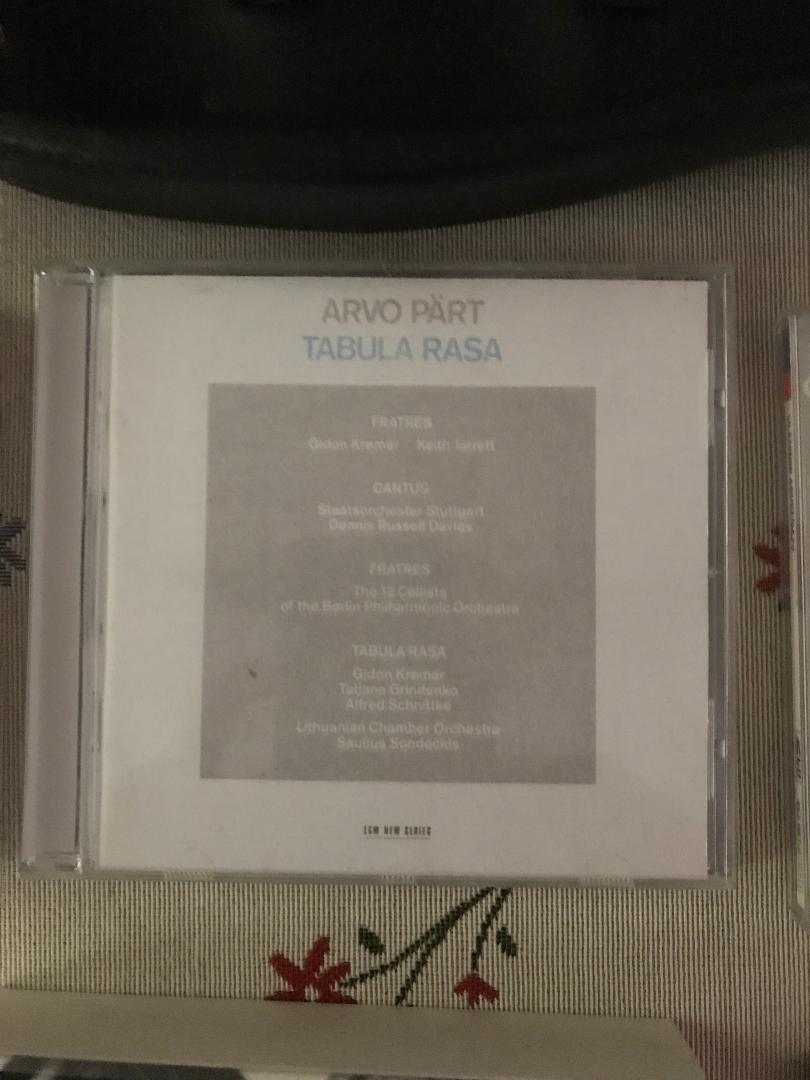 ARVO PÄRT
TABULA RASA
FRATRES
Gidon Kremer Keith Jarrett
CANTUS
Staatsorchester Stuttgart
Dennis Russell Davies
FRATRES
The 12 Cellists
of the Berlin Philharmonic Orchestra
TABULA RASA
Gidon Kremer
Tatjana Grindenko
Alfred Schnittke
Lithuanian Chamber Orchestra
Saulius Sondeckis
ECM NEW SERIES